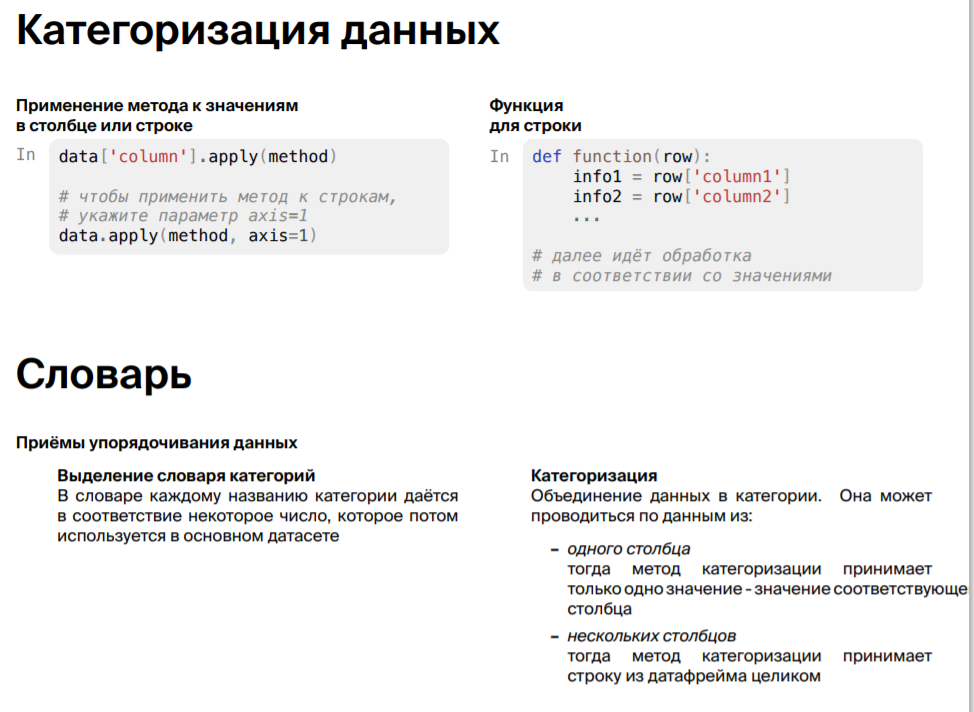 Категоризация данных
Применение метода к значениям
в столбце или строке
In
data['column'].apply(method)
# чтобы применить метод к строкам,
# укажите параметр axis=1
data.apply(method, axis=1)
Функция
для строки
In
def function(row):
    info1 = row['column1']
    info2 = row['column2']
    ...
# далее идёт обработка
# в соответствии со значениями
Словарь
Приёмы упорядочивания данных
Выделение словаря категорий
В словаре каждому названию категории даётся
в соответствие некоторое число, которое потом
используется в основном датасете
Категоризация
Объединение данных в категории. Она может
проводиться по данным из:
– одного столбца
тогда метод категоризации принимает
только одно значение - значение соответствующе
столбца
– нескольких столбцов
тогда метод категоризации принимает
строку из датафрейма целиком